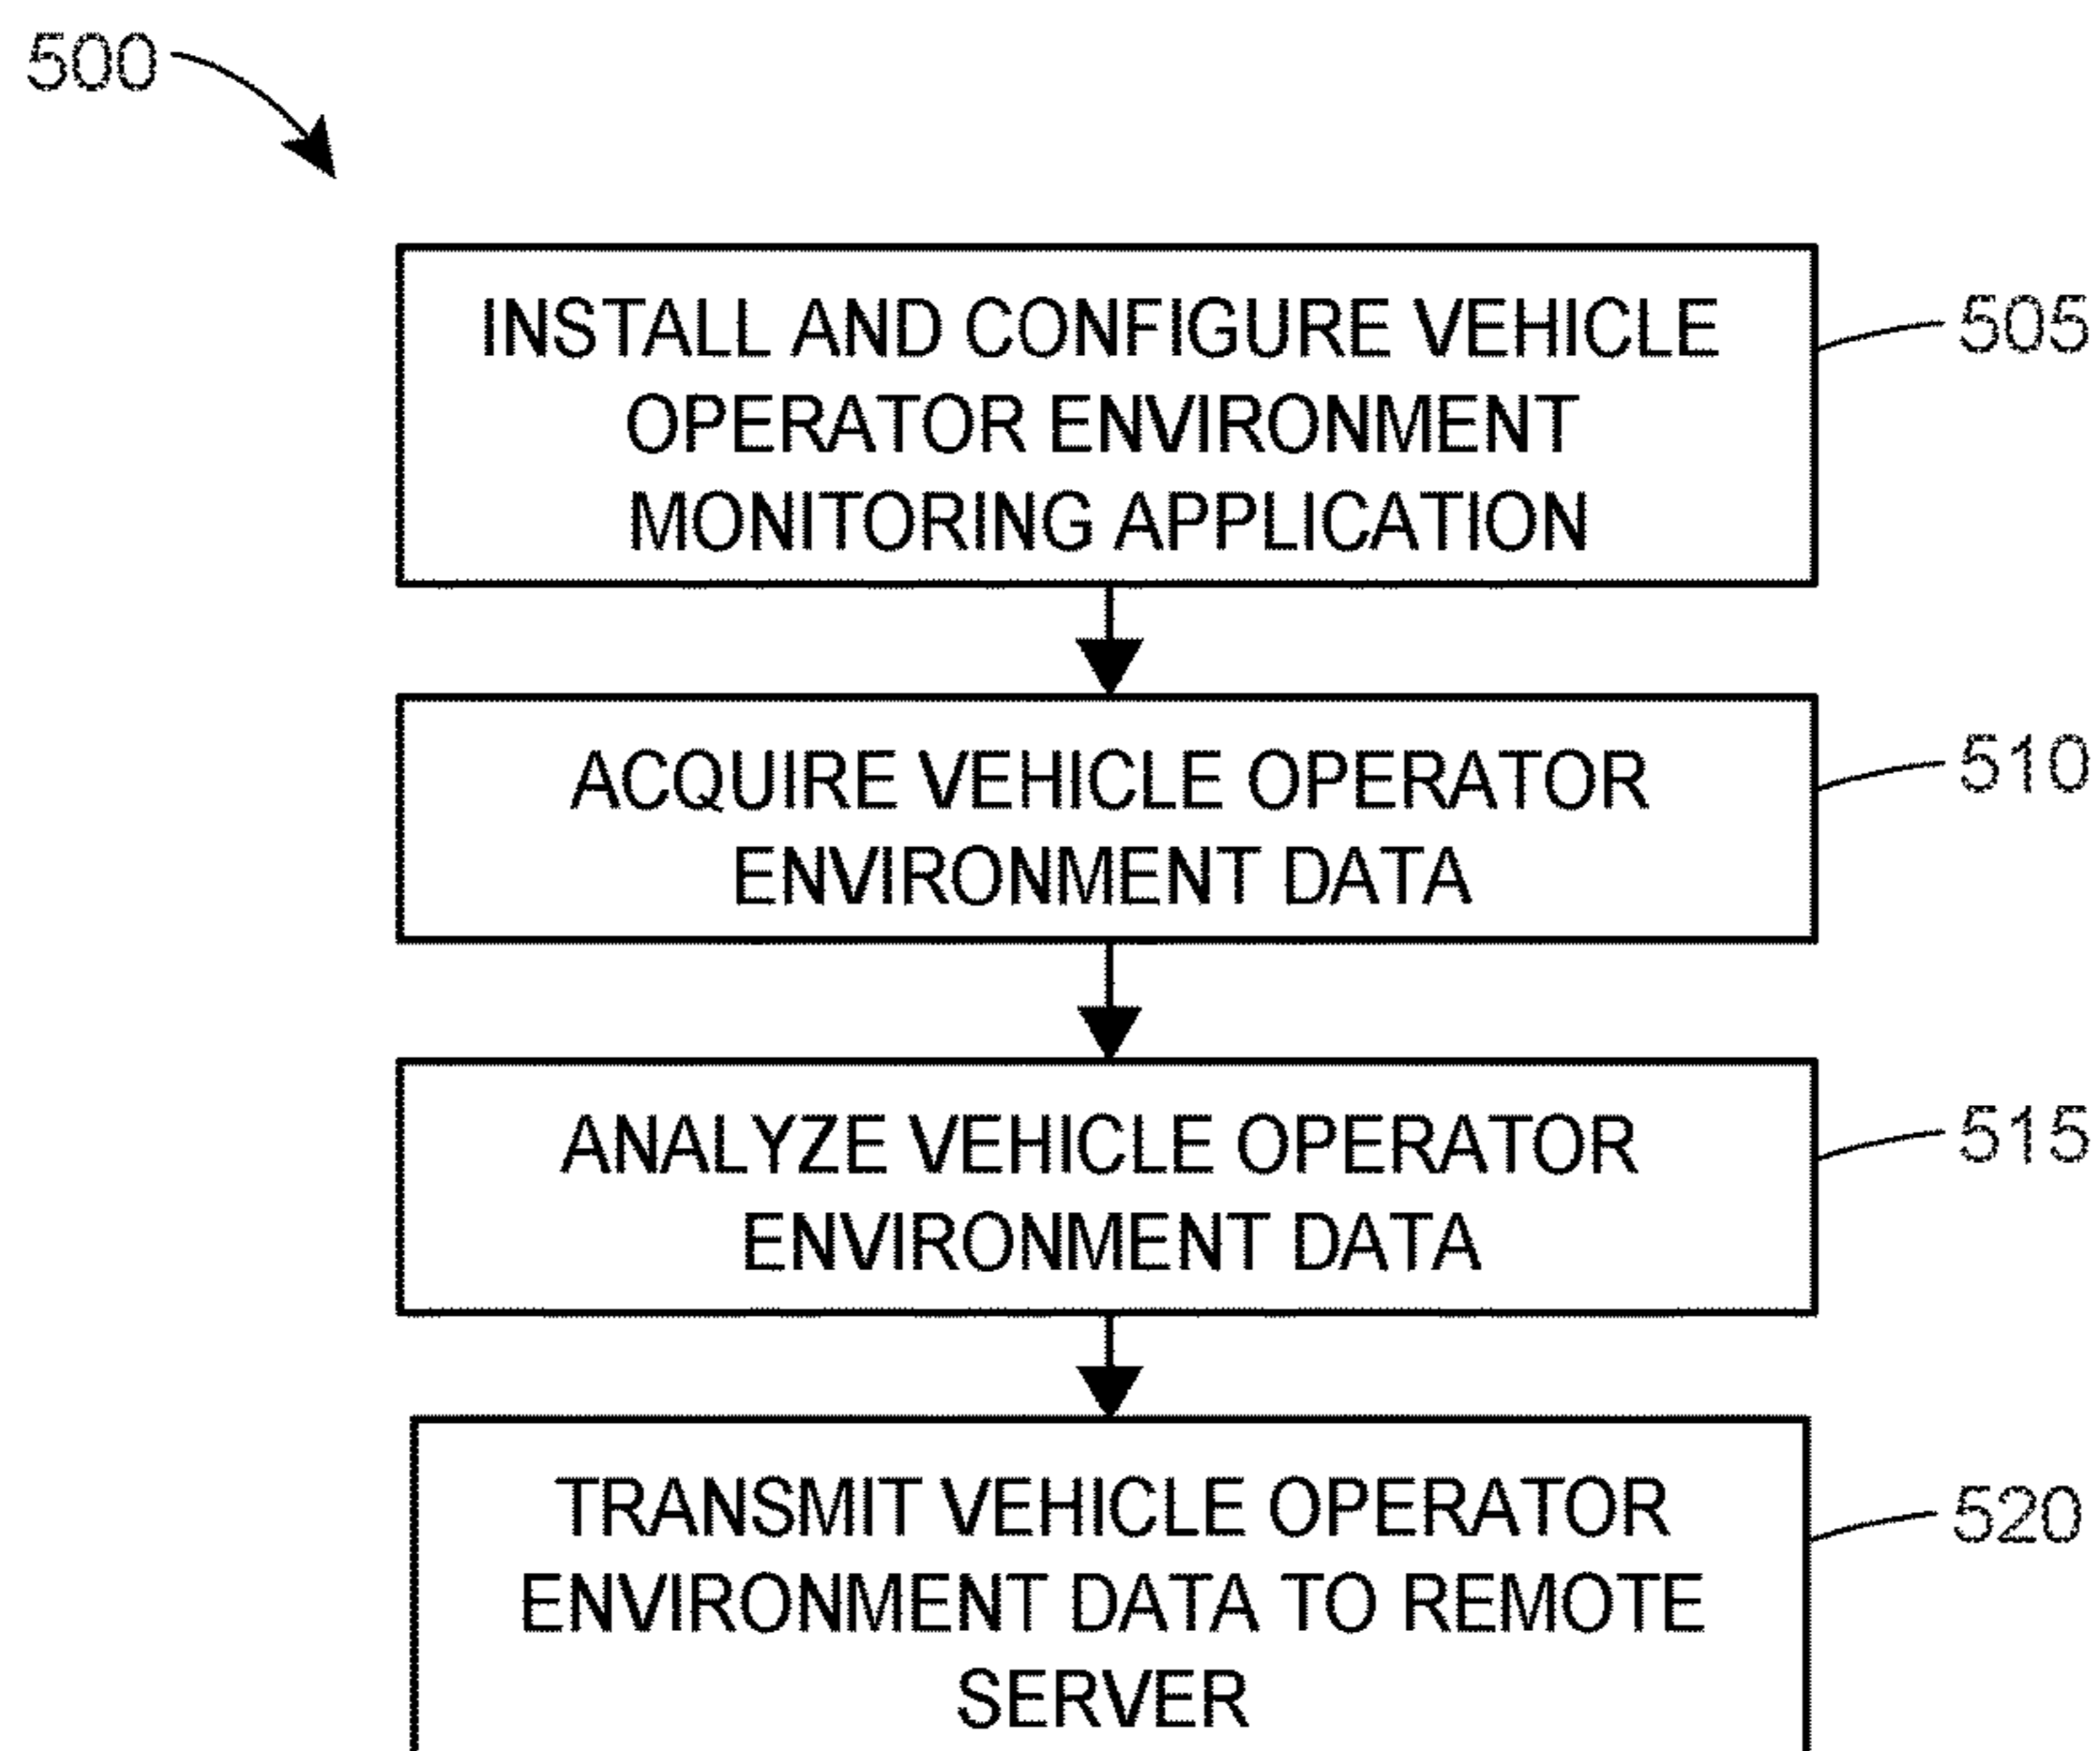 500
INSTALL AND CONFIGURE VEHICLE
OPERATOR ENVIRONMENT
MONITORING APPLICATION
505
ACQUIRE VEHICLE OPERATOR
ENVIRONMENT DATA
510
ANALYZE VEHICLE OPERATOR
ENVIRONMENT DATA
515
TRANSMIT VEHICLE OPERATOR
ENVIRONMENT DATA TO REMOTE
SERVER
520